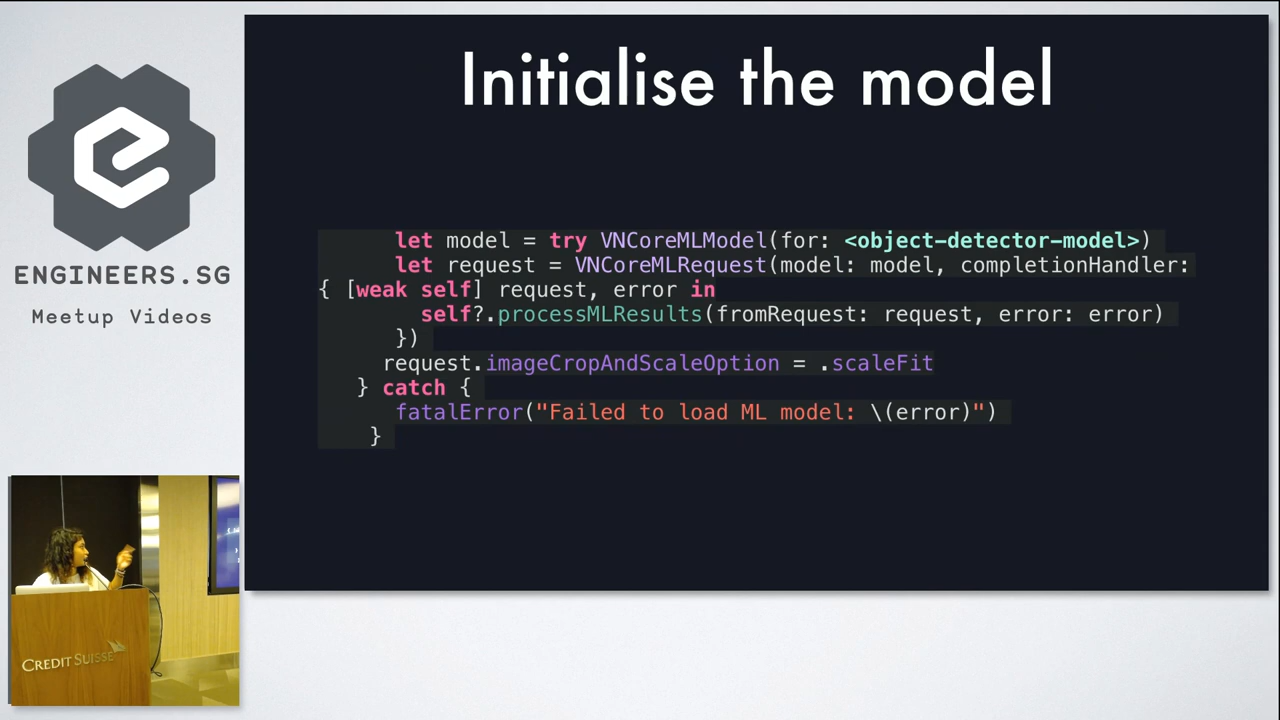 Initialise the model
let model = try VNCoreMLModel(for: <object-detector-model>)
let request = VNCoreMLRequest(model: model, completionHandler:
{ [weak self] request, error in
self?.processMLResults(fromRequest: request, error: error)
})
request.imageCropAndScaleOption = .scaleFit
} catch {
fatalError("Failed to load ML model: \(error)")
}
ENGINEERS.SG
Meetup Videos
CREDIT SUISSE